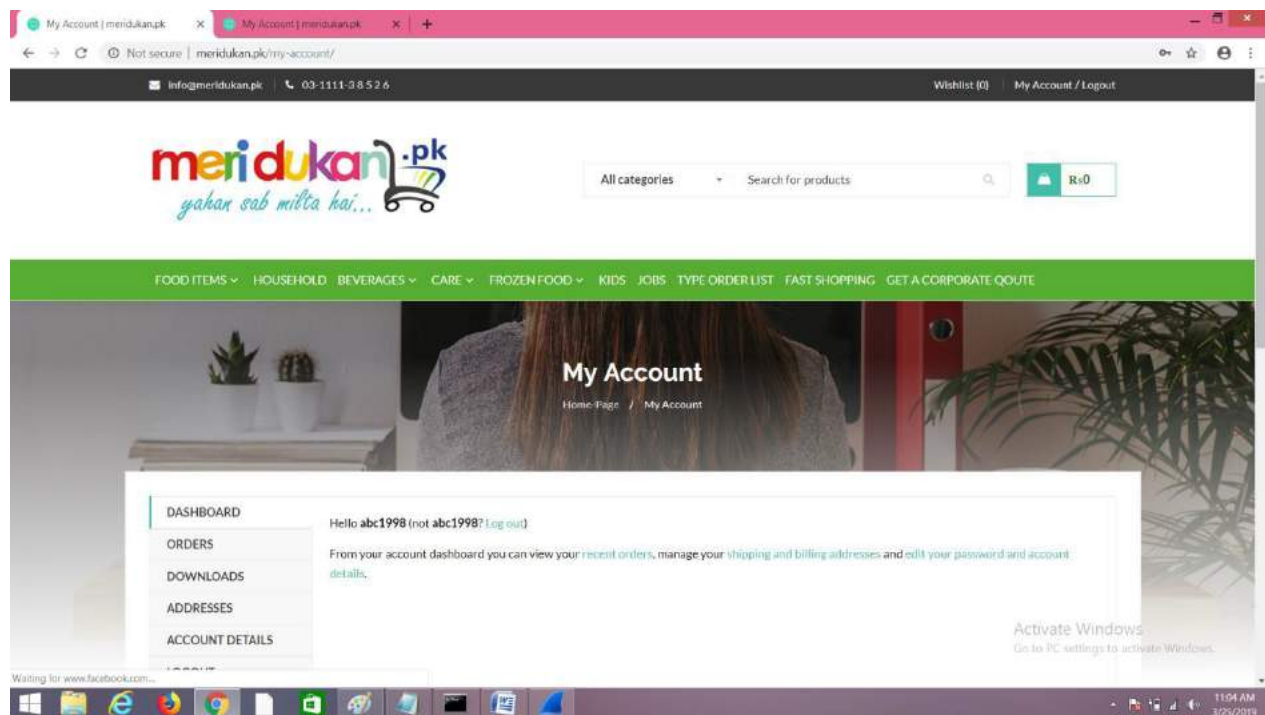 My Account | meridukan.pk
My Account | meridukan.pk
Not secure | meridukan.pk/my-account/
info@meridukan.pk
03-1111-38526
Wishlist (0)
My Account / Logout
meri dukan.pk
yahan sab milta hai...
All categories
Search for products
Rs0
FOOD ITEMS HOUSEHOLD BEVERAGES CARE FROZEN FOOD KIDS JOBS TYPE ORDER LIST FAST SHOPPING GET A CORPORATE QOUTE
My Account
Home-Page / My Account
DASHBOARD
ORDERS
DOWNLOADS
ADDRESSES
ACCOUNT DETAILS
Hello abc1998 (not abc1998? Log out)
From your account dashboard you can view your recent orders, manage your shipping and billing addresses and edit your password and account
details.
Activate Windows
Go to PC settings to activate Windows.
Waiting for www.facebook.com...
11:04 AM
3/25/2019